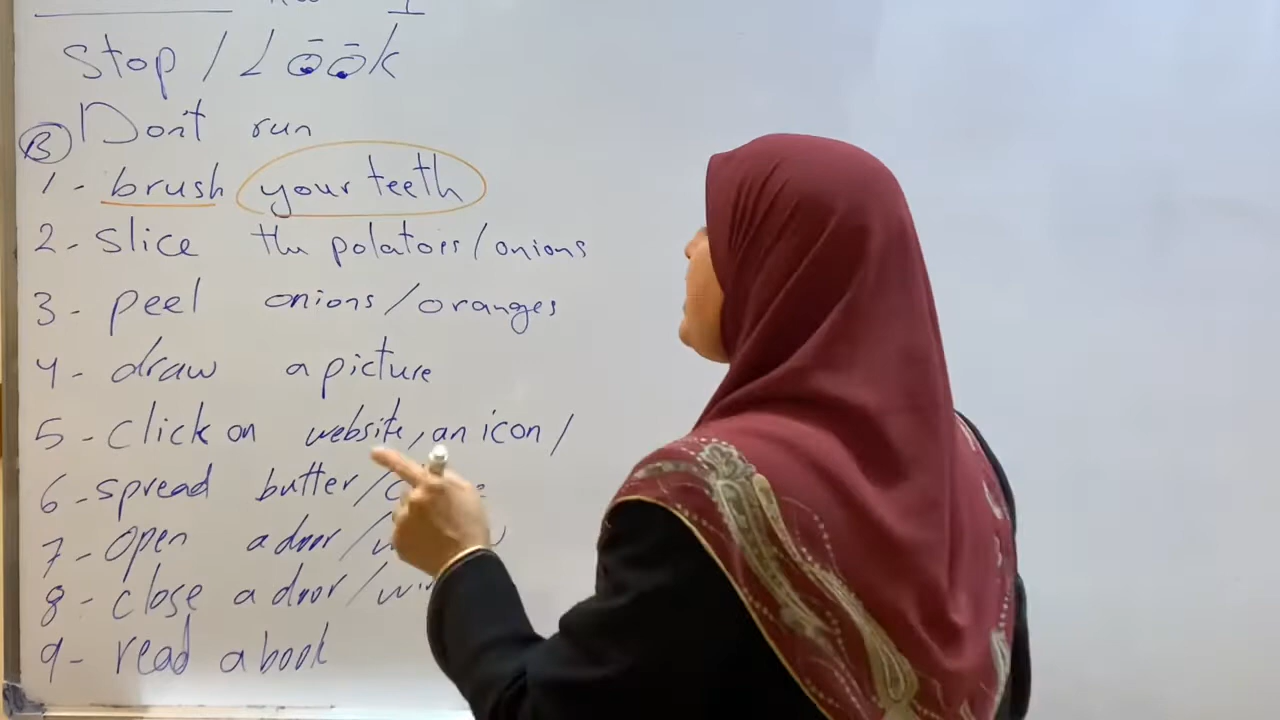 Stop / Look
B Don't run
1- brush your teeth
2- slice the potatoes/onions
3- peel onions/oranges
4- draw a picture
5- click on website, an icon /
6- spread butter/
7- open a door/
8- close a door/
9- read a book